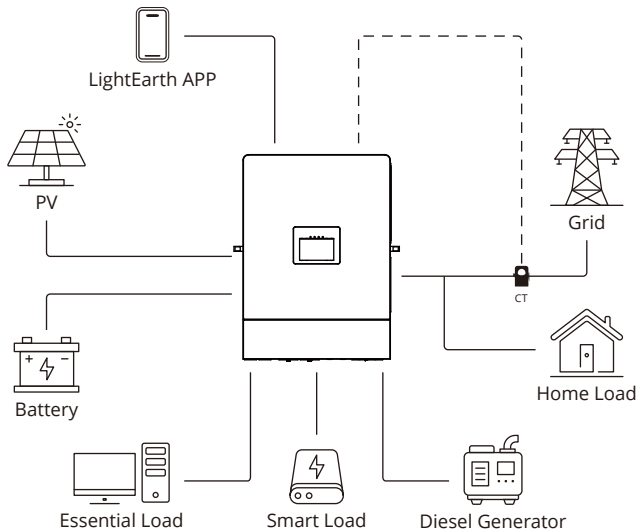 LightEarth APP
PV
Grid
CT
Battery
Home Load
Essential Load
Smart Load
Diesel Generator